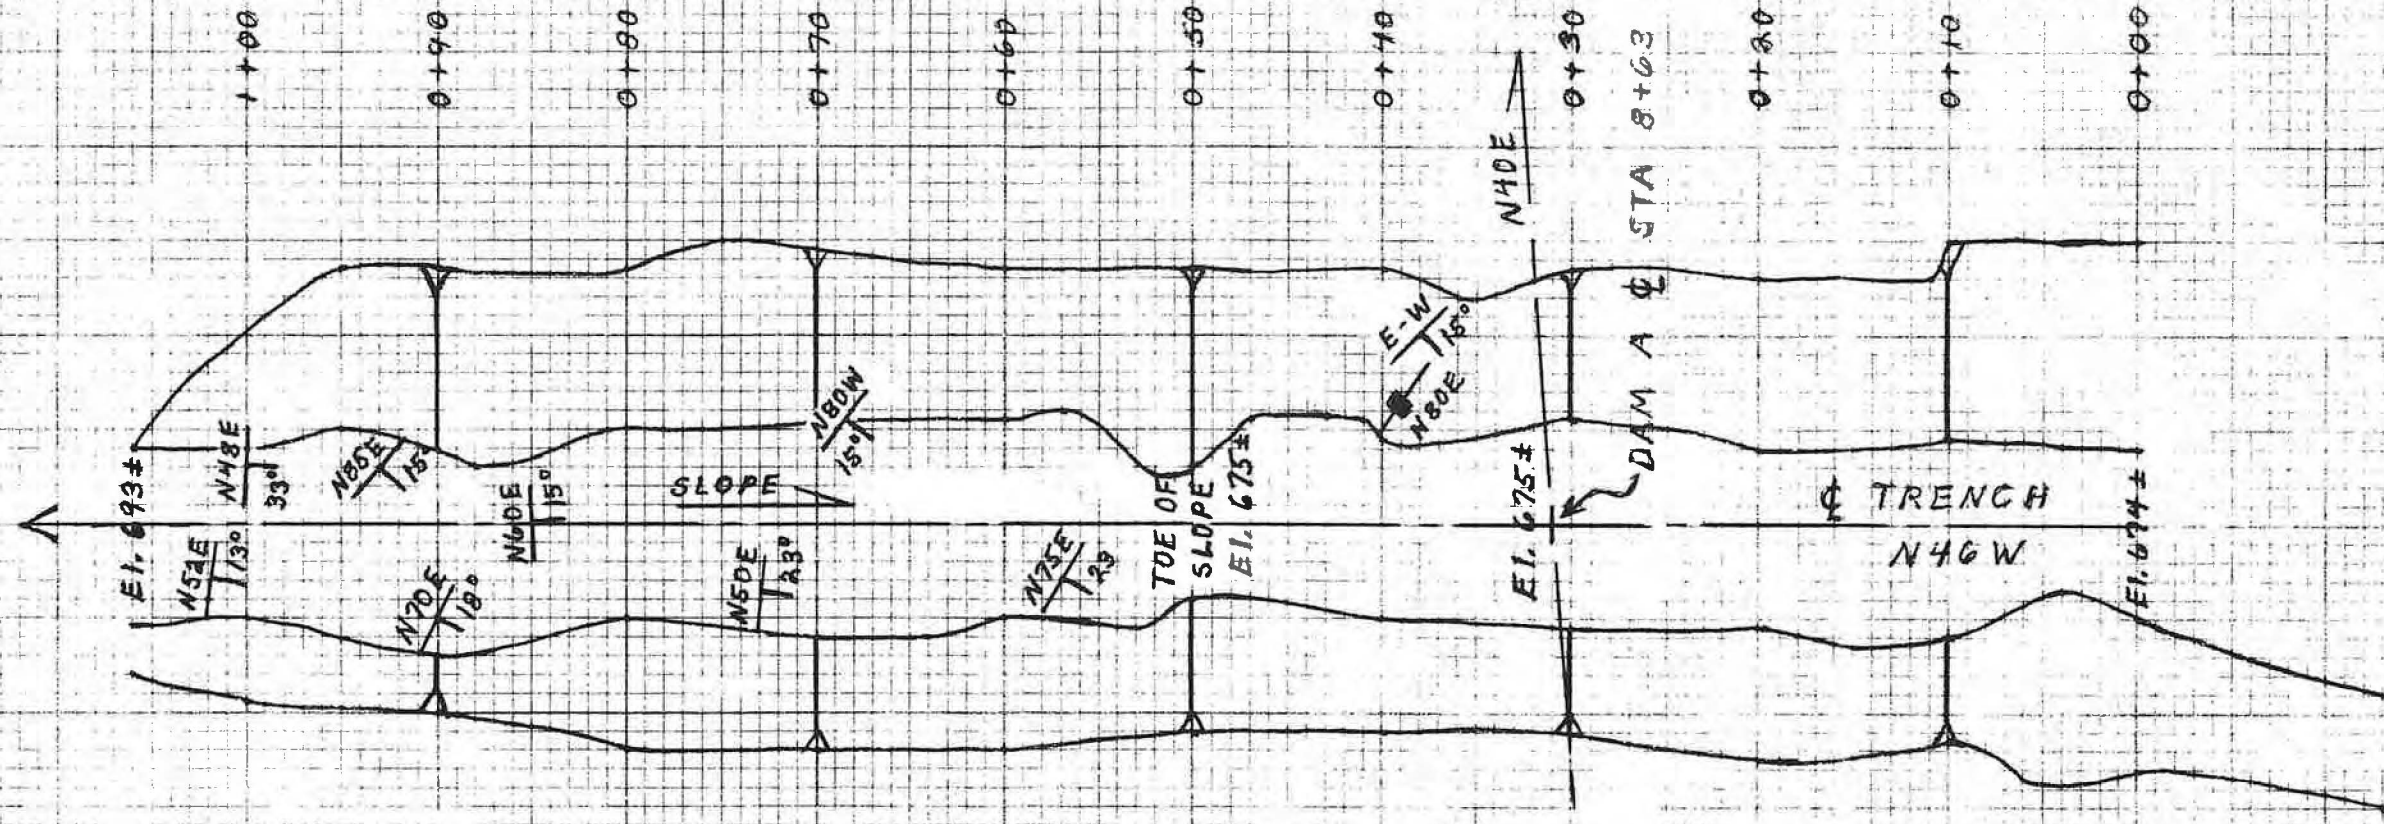 1+00
0+90
0+80
0+70
0+60
0+50
0+40
0+30
0+20
0+10
0+00
N40E
DAM A ℄ STA 8+63
E-W
15°
N80E
N80W
15°
N48E
33°
N85E
15°
N60E
15°
SLOPE
El. 693±
N52E
13°
N70E
18°
N50E
23°
N75E
23
TOE OF
SLOPE
El. 675±
El. 675±
℄ TRENCH
N46W
El. 674±